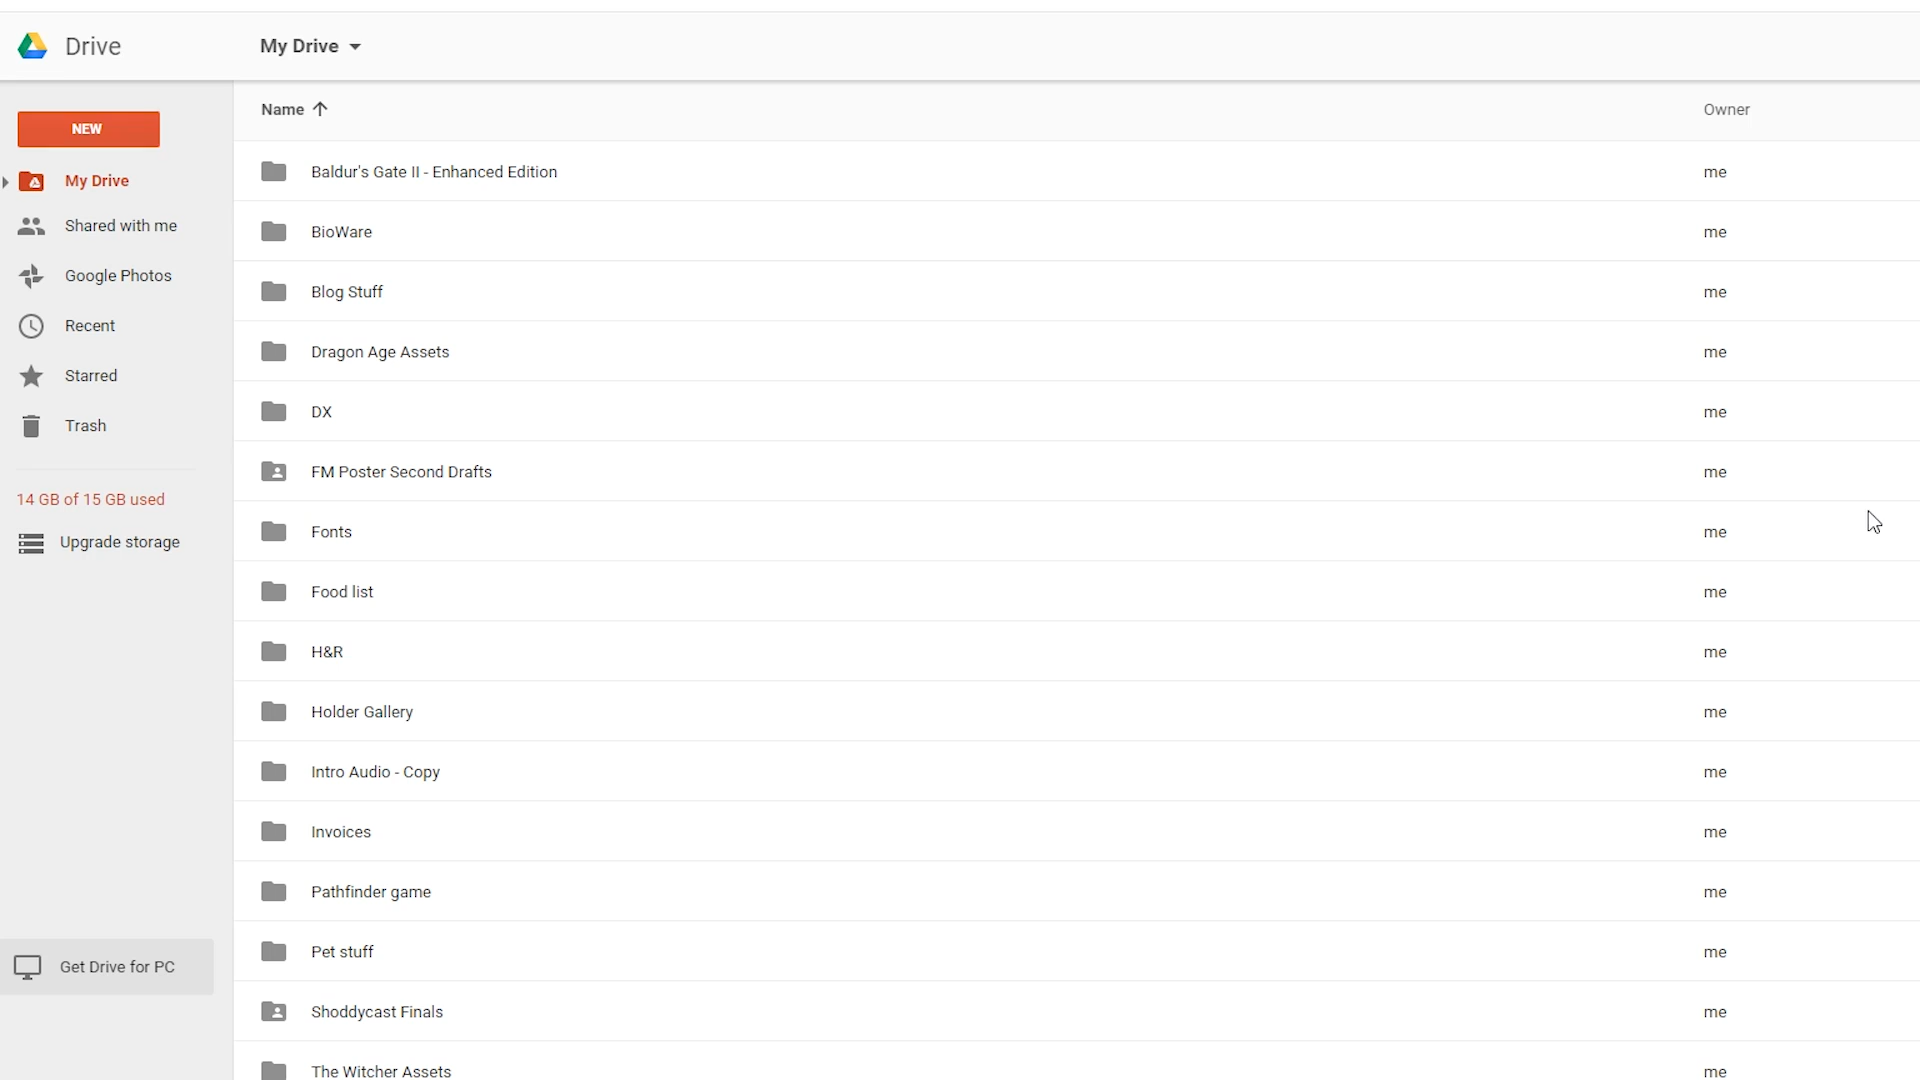 Drive
My Drive
NEW
My Drive
Shared with me
Google Photos
Recent
Starred
Trash
14 GB of 15 GB used
Upgrade storage
Get Drive for PC
Name Owner
Baldur's Gate II - Enhanced Edition me
BioWare me
Blog Stuff me
Dragon Age Assets me
DX me
FM Poster Second Drafts me
Fonts me
Food list me
H&R me
Holder Gallery me
Intro Audio - Copy me
Invoices me
Pathfinder game me
Pet stuff me
Shoddycast Finals me
The Witcher Assets me